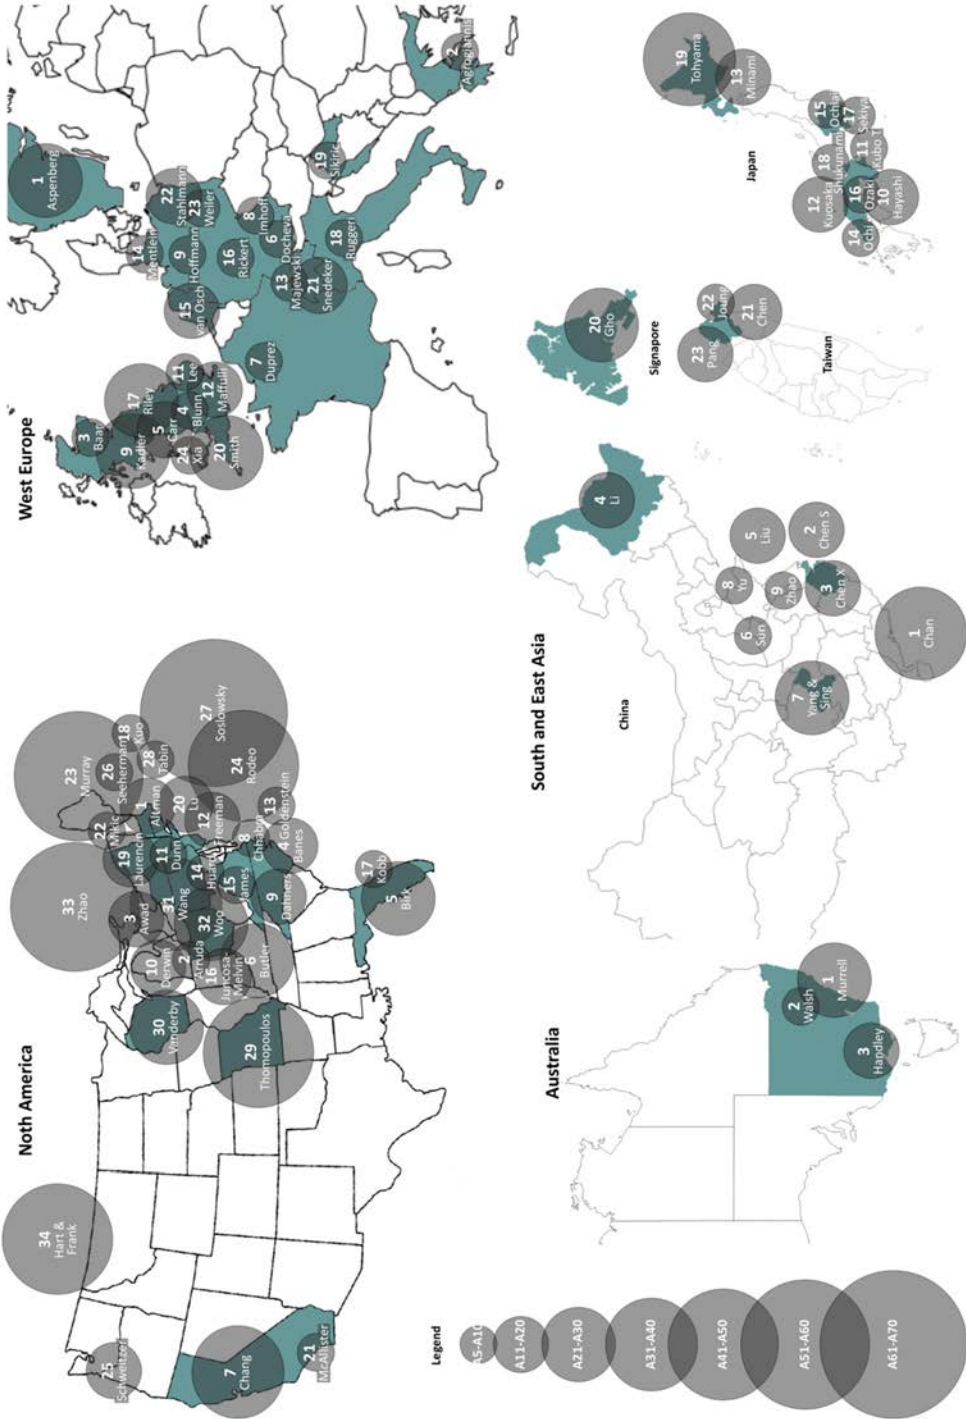 Noth America
34
Hart &
Frank
33
Zhao
23
Murray
25
Schweitzer
7
Chang
21
McAllister
30
Vanderby
29
Thomopoulos
10
Derwin
3
Awad
19
Laurencin
22
Mikic
26
Seeherman
18
Kuo
28
Tabin
1
Altman
20
Lu
12
Freeman
11
Dunn
31
Wang
14
Huard
2
Arruda
32
Woo
16
Juncosa-
Melvin
15
James
6
Butler
9
Dahners
8
Chhabra
4
Banes
13
Goldenstein
24
Rodeo
27
Soslowsky
17
Kobb
5
Birk
West Europe
1
Aspenberg
3
Baar
9
Kadler
17
Riley
5
Carr
24
Xia
20
Smith
4
Blunn
11
Lee
12
Maffulli
15
van Osch
14
Mentlein
9
Hoffmann
22
Stahlmann
23
Weiler
16
Rickert
8
Imhoff
6
Docheva
13
Majewski
21
Snedeker
18
Ruggeri
7
Duprez
19
Sikiric
2
Agrogiannis
Legend
A5-A10
A11-A20
A21-A30
A31-A40
A41-A50
A51-A60
A61-A70
Australia
2
Walsh
1
Murrell
3
Handley
South and East Asia
China
4
Li
8
Yu
5
Liu
6
Sun
9
Zhao
2
Chen S
3
Chen X
7
Yang &
Sing
1
Chan
20
Gho
Signapore
23
Pang
22
Joung
21
Chen
Taiwan
Japan
19
Tohyama
13
Minami
15
Ochiai
17
Sekiya
18
Shukunami
11
Kubo T
12
Kuosaka
16
Ozaki
10
Hayashi
14
Ochi